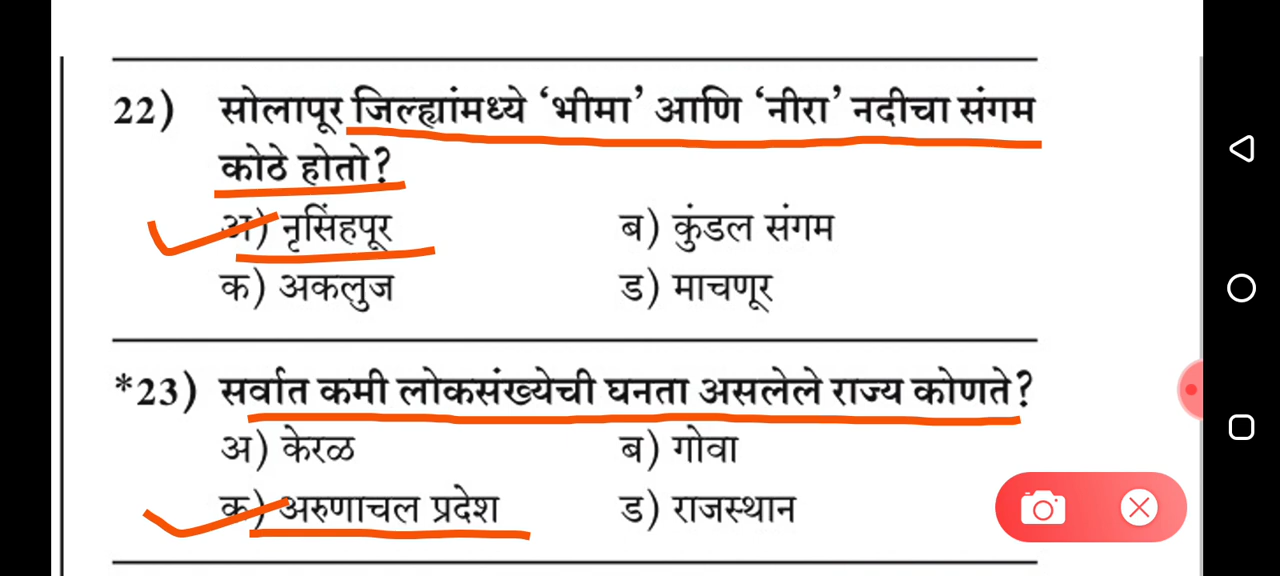 22) सोलापूर जिल्ह्यांमध्ये ‘भीमा’ आणि ‘नीरा’ नदीचा संगम
कोठे होतो?
अ) नृसिंहपूर ब) कुंडल संगम
क) अकलुज ड) माचणूर
*23) सर्वात कमी लोकसंख्येची घनता असलेले राज्य कोणते?
अ) केरळ ब) गोवा
क) अरुणाचल प्रदेश ड) राजस्थान